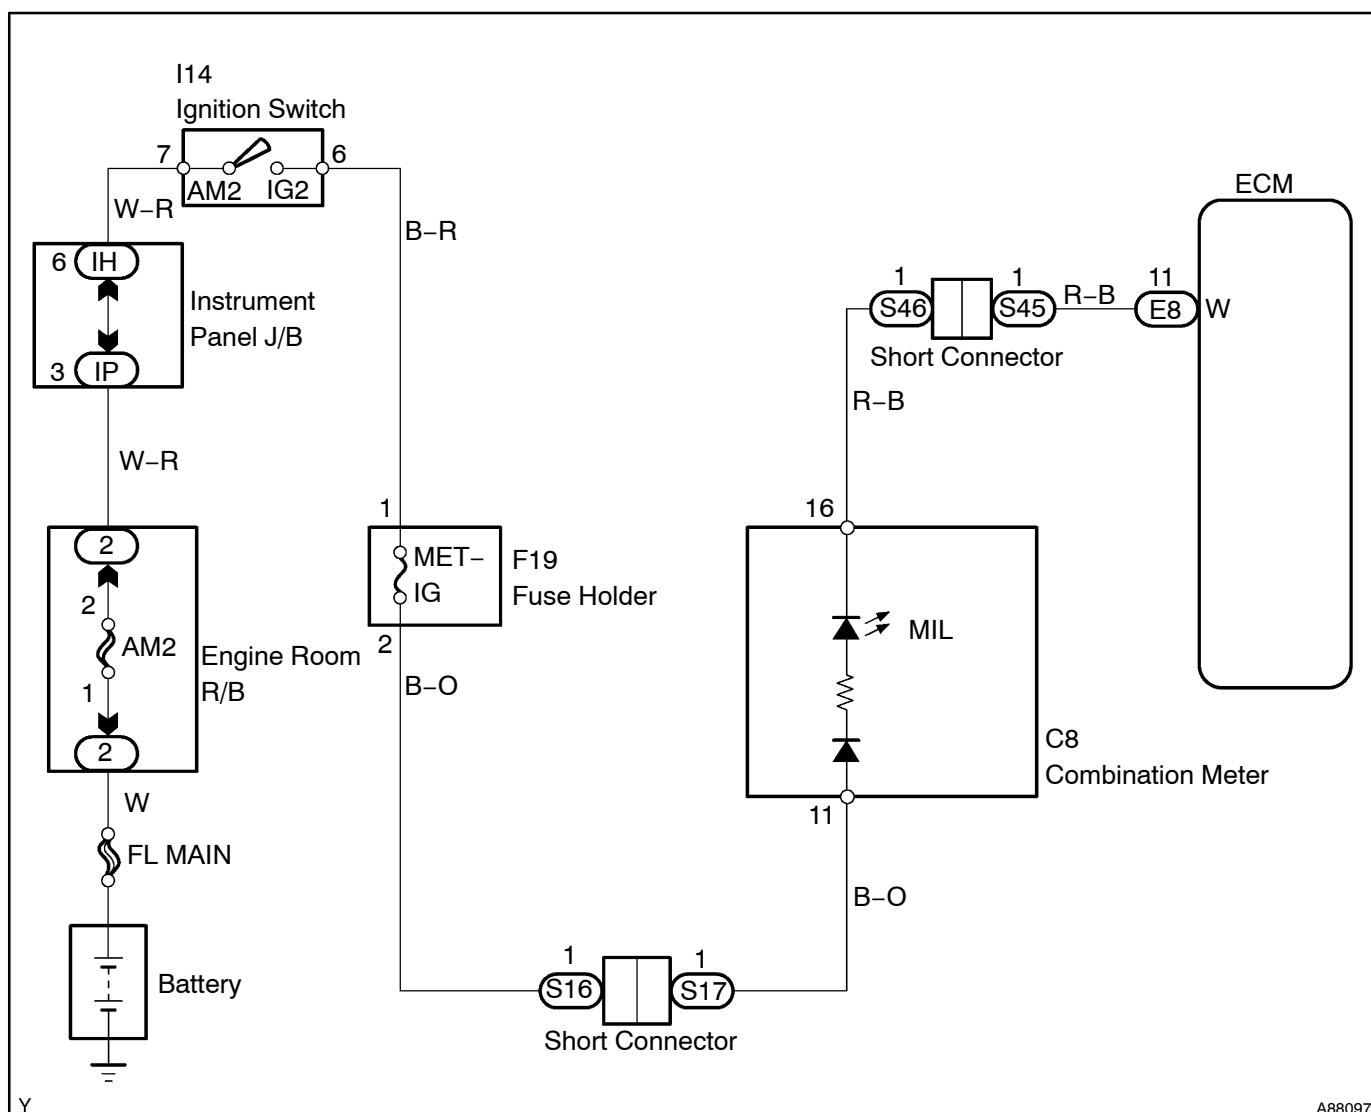 I14
Ignition Switch
7
6
AM2 IG2
W–R
B–R
6
IH
Instrument
Panel J/B
3
IP
W–R
2
2
AM2
1
Engine Room
R/B
2
W
FL MAIN
Battery
1
MET–
IG
F19
Fuse Holder
2
B–O
1
S16
1
S17
Short Connector
B–O
ECM
1
S46
1
S45
R–B
11
E8
W
Short Connector
R–B
16
MIL
C8
Combination Meter
11
Y
A88097